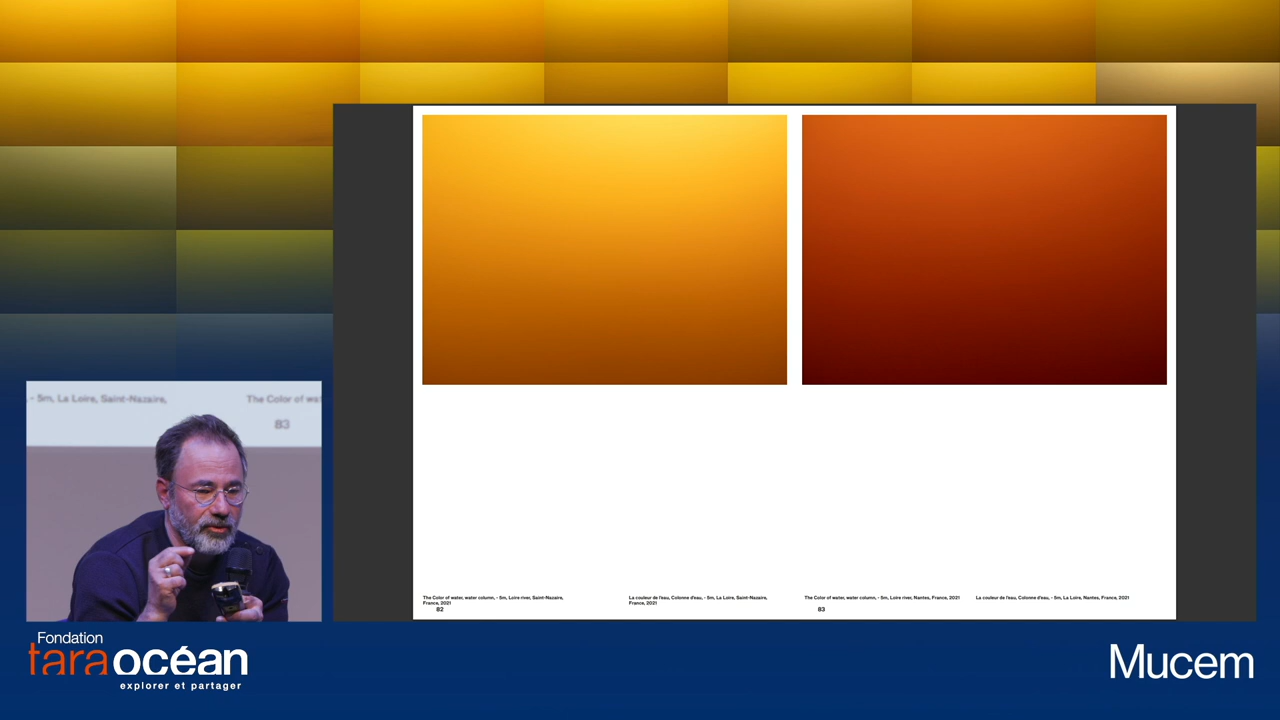 - 5m, La Loire, Saint-Nazaire,
The Color of wat
83
The Color of water, water column, - 5m, Loire river, Saint-Nazaire,
France, 2021
82
La couleur de l'eau, Colonne d'eau, - 5m, La Loire, Saint-Nazaire,
France, 2021
The Color of water, water column, - 5m, Loire river, Nantes, France, 2021
83
La couleur de l'eau, Colonne d'eau, - 5m, La Loire, Nantes, France, 2021
Fondation
taraocéan
explorer et partager
Mucem